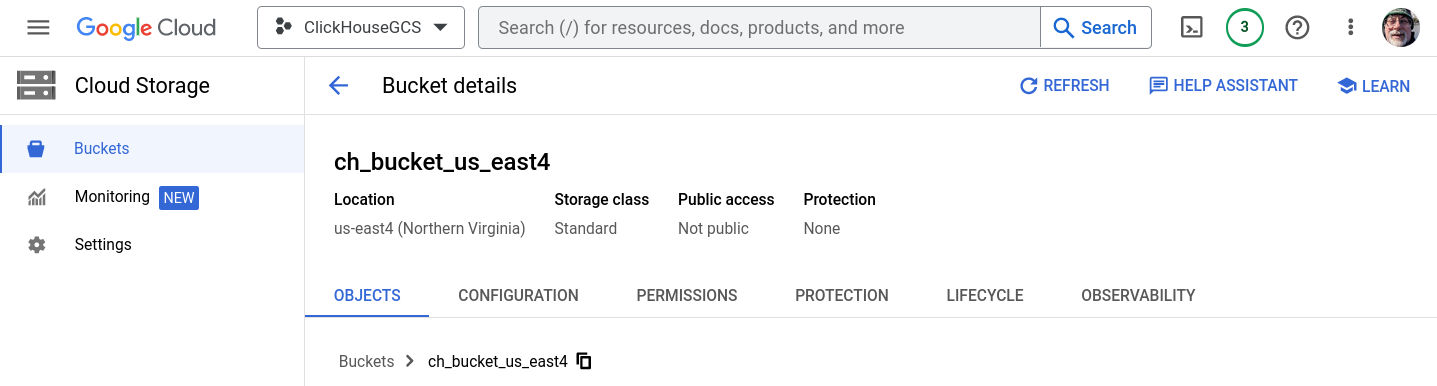 Google Cloud
ClickHouseGCS
Search (/) for resources, docs, products, and more
Search
3
Cloud Storage
Bucket details
REFRESH
HELP ASSISTANT
LEARN
Buckets
Monitoring NEW
Settings
ch_bucket_us_east4
Location Storage class Public access Protection
us-east4 (Northern Virginia) Standard Not public None
OBJECTS CONFIGURATION PERMISSIONS PROTECTION LIFECYCLE OBSERVABILITY
Buckets > ch_bucket_us_east4